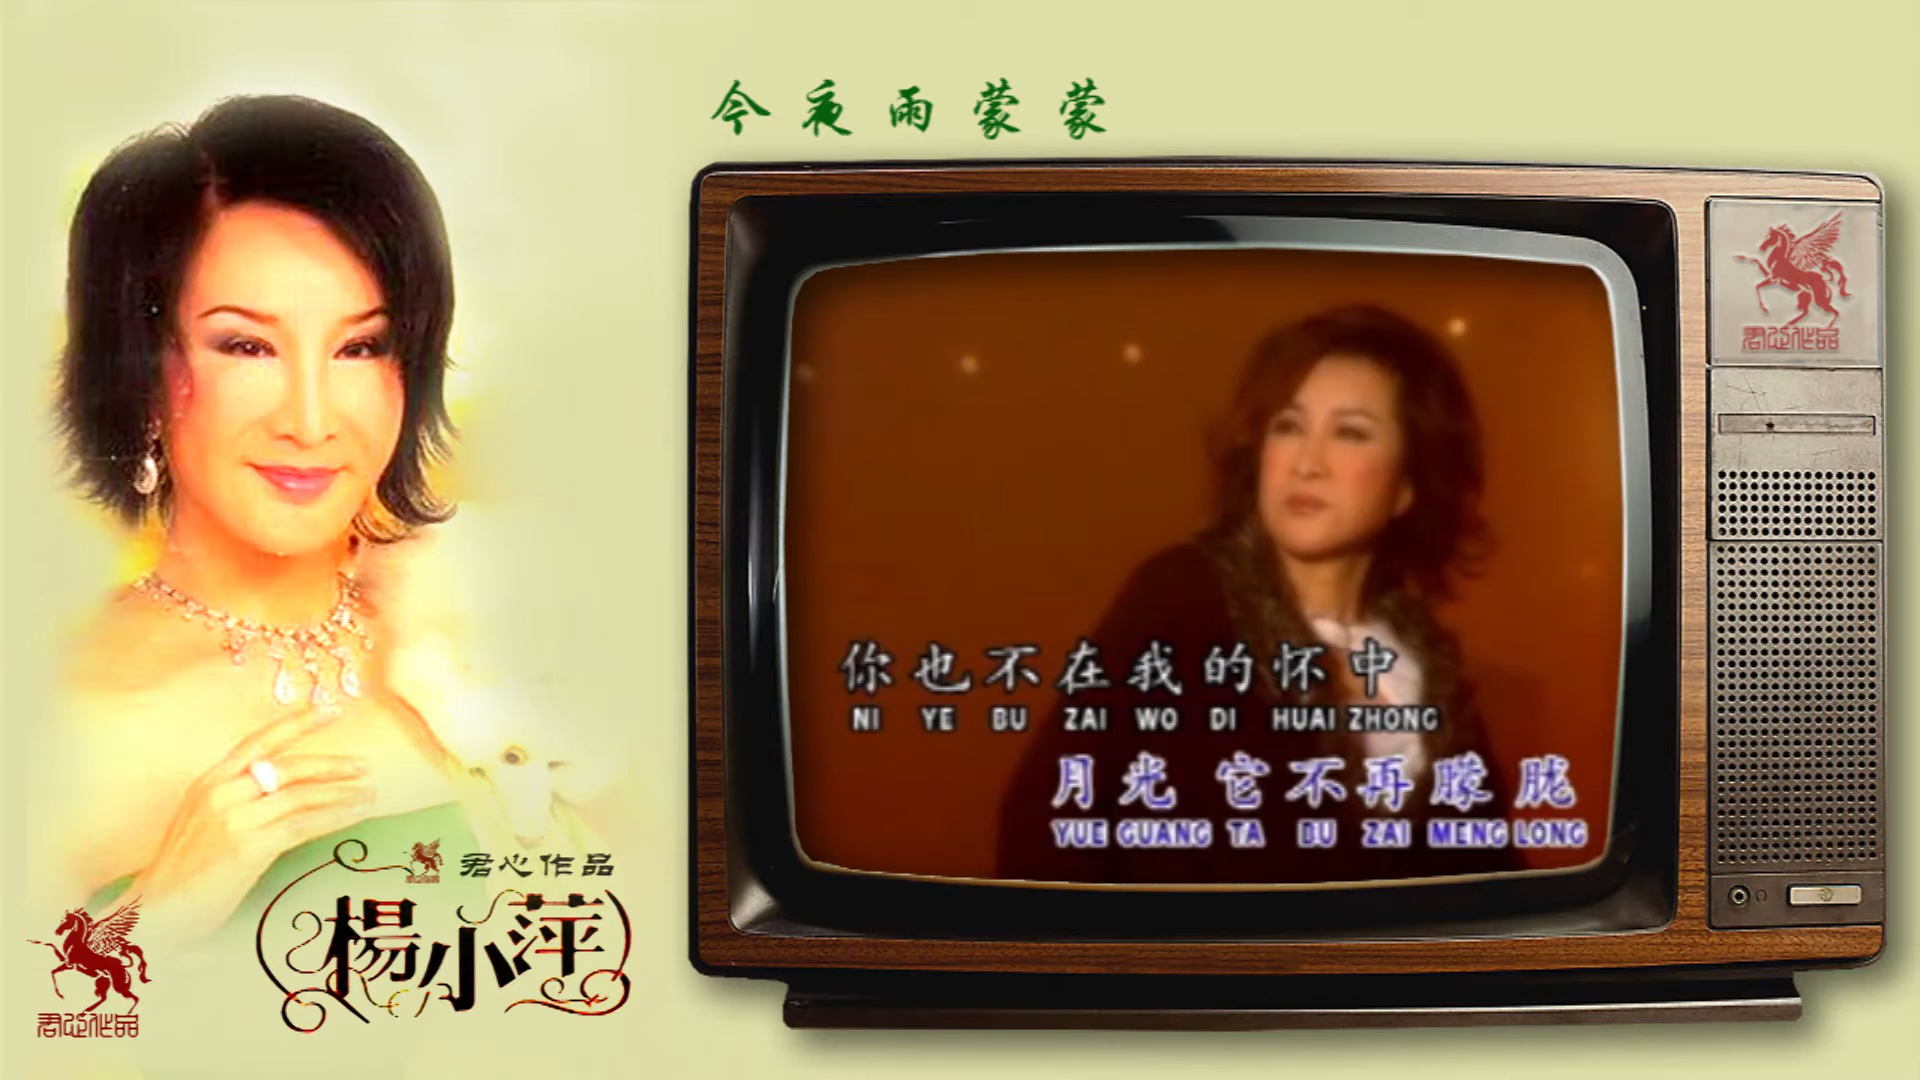 今夜雨蒙蒙
君心作品
你也不在我的怀中
NI YE BU ZAI WO DI HUAI ZHONG
月光 它不再朦胧
YUE GUANG TA BU ZAI MENG LONG
君心作品
楊小萍
君心作品